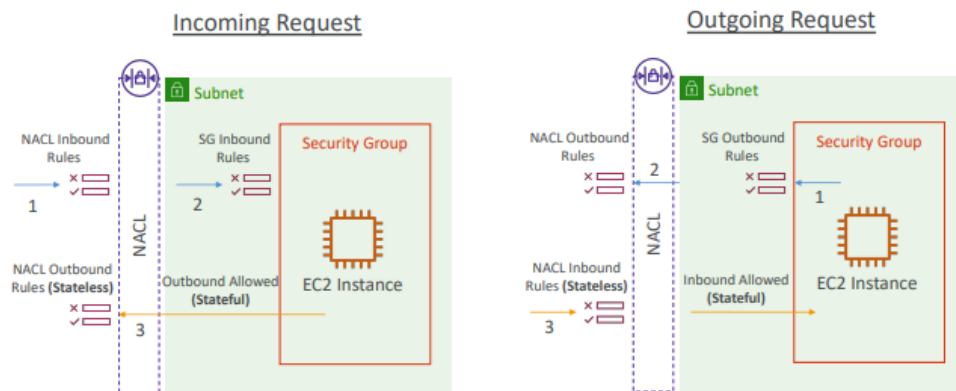 Incoming Request
Subnet
NACL Inbound
Rules
SG Inbound
Rules
Security Group
1
2
NACL
NACL Outbound
Rules (Stateless)
Outbound Allowed
(Stateful)
EC2 Instance
3
Outgoing Request
Subnet
NACL Outbound
Rules
SG Outbound
Rules
Security Group
2
1
NACL
NACL Inbound
Rules (Stateless)
Inbound Allowed
(Stateful)
EC2 Instance
3